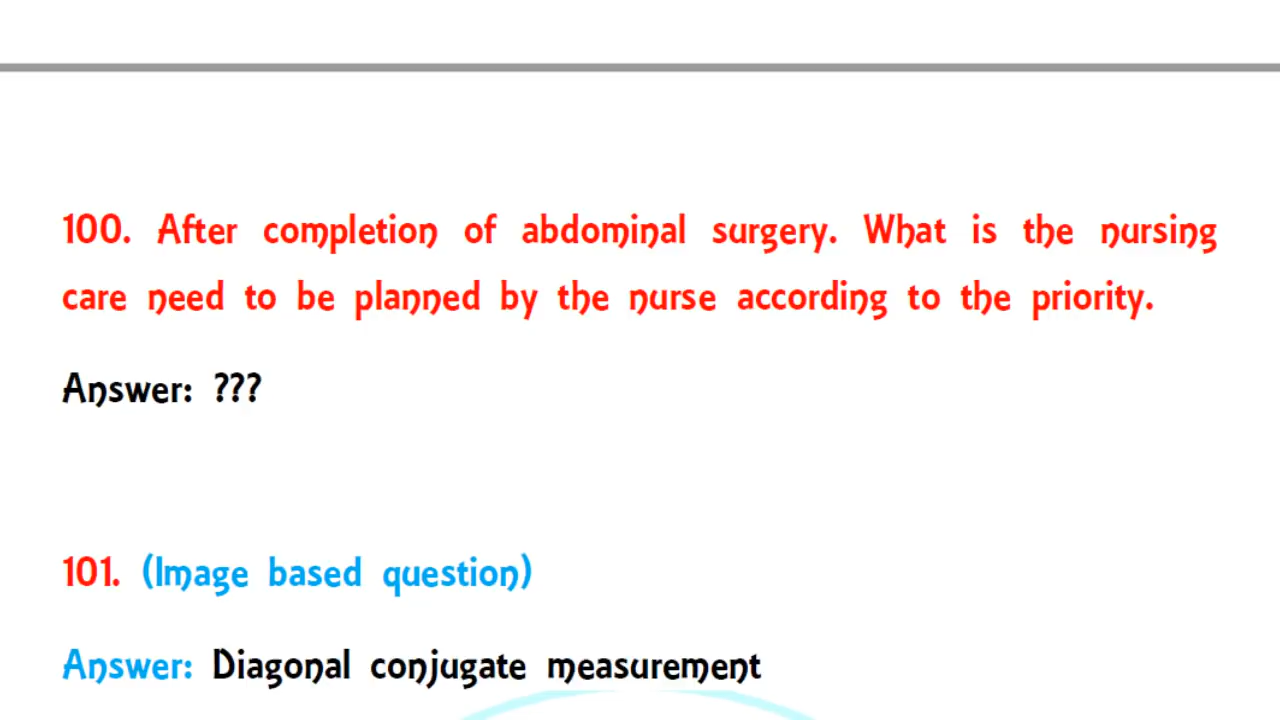 100. After completion of abdominal surgery. What is the nursing
care need to be planned by the nurse according to the priority.
Answer: ???
101. (Image based question)
Answer: Diagonal conjugate measurement